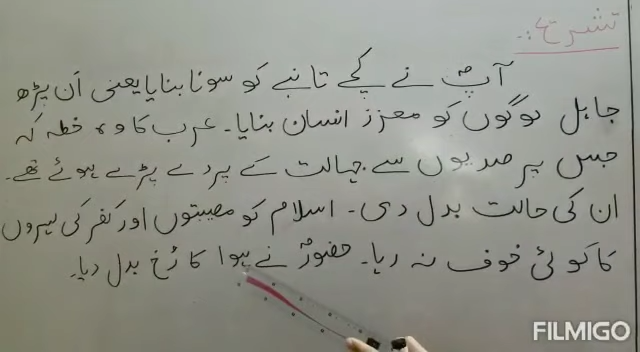 تشریح:۔
آپؐ نے کچے تانبے کو سونا بنایا یعنی اَن پڑھ
جاہل لوگوں کو معزز انسان بنایا۔ عرب کا وہ خطہ کہ
جس پر صدیوں سے جہالت کے پردے پڑے ہوئے تھے۔
ان کی حالت بدل دی۔ اسلام کو مصیبتوں اور کفر کی لہروں
کا کوئی خوف نہ رہا۔ حضورؐ نے ہوا کا رُخ بدل دیا۔
FILMIGO